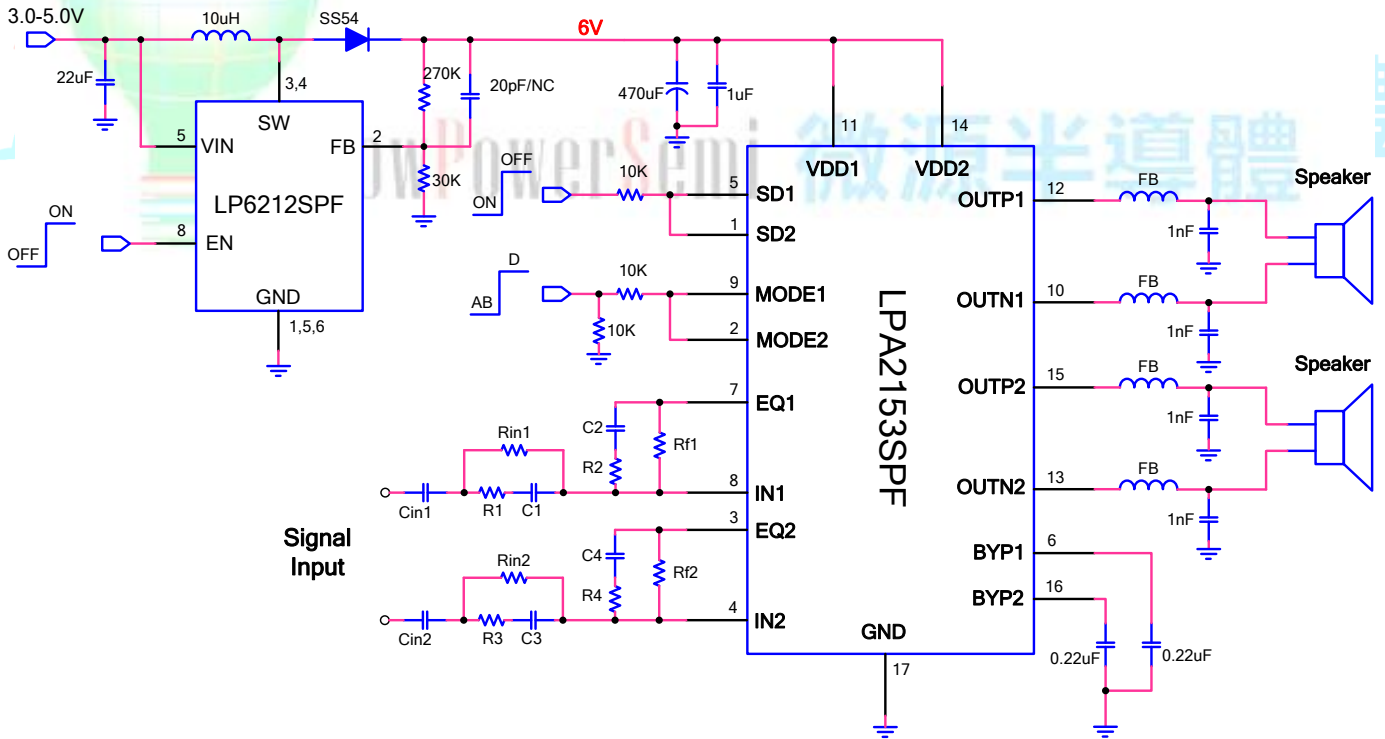 3.0-5.0V
10uH
SS54
6V
22uF
3,4
270K
20pF/NC
470uF
1uF
SW
5
VIN
FB
2
30K
LP6212SPF
ON
OFF
8
EN
GND
1,5,6
owPowerSemi 微源半導體
OFF
ON
10K
5
SD1
1
SD2
D
AB
10K
10K
9
MODE1
2
MODE2
11
VDD1
14
VDD2
LPA2153SPF
7
EQ1
C2
R2
Rf1
Rin1
Cin1
R1
C1
8
IN1
Signal
Input
3
EQ2
C4
R4
Rf2
Rin2
Cin2
R3
C3
4
IN2
GND
17
OUTP1
12
FB
1nF
Speaker
OUTN1
10
FB
1nF
OUTP2
15
FB
1nF
Speaker
OUTN2
13
FB
1nF
BYP1
6
BYP2
16
0.22uF
0.22uF